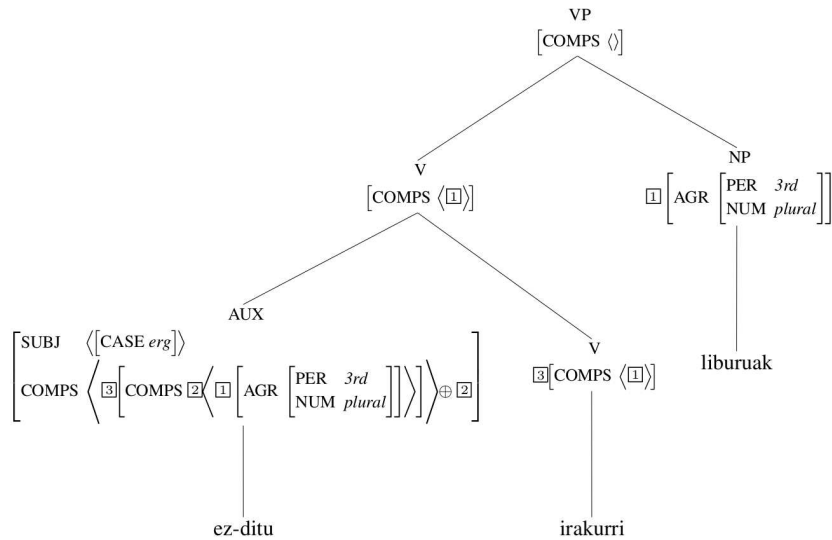 VP
[COMPS ⟨⟩]
V
[COMPS ⟨1⟩]
NP
1 [AGR [PER 3rd
NUM plural]]
AUX
[SUBJ ⟨[CASE erg]⟩
COMPS ⟨3[COMPS 2⟨1 [AGR [PER 3rd
NUM plural]]⟩]⟩ ⊕ 2]
V
3[COMPS ⟨1⟩]
liburuak
ez-ditu
irakurri